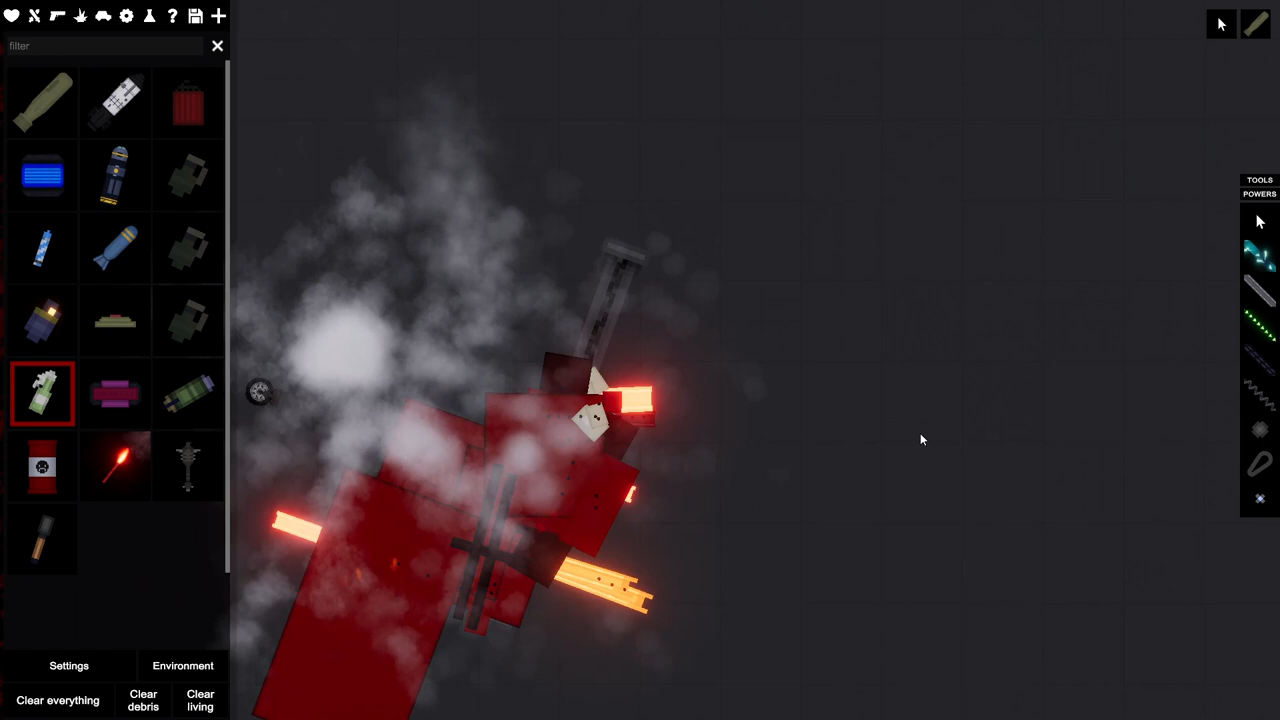 filter
TOOLS
POWERS
Settings
Environment
Clear everything
Clear
debris
Clear
living